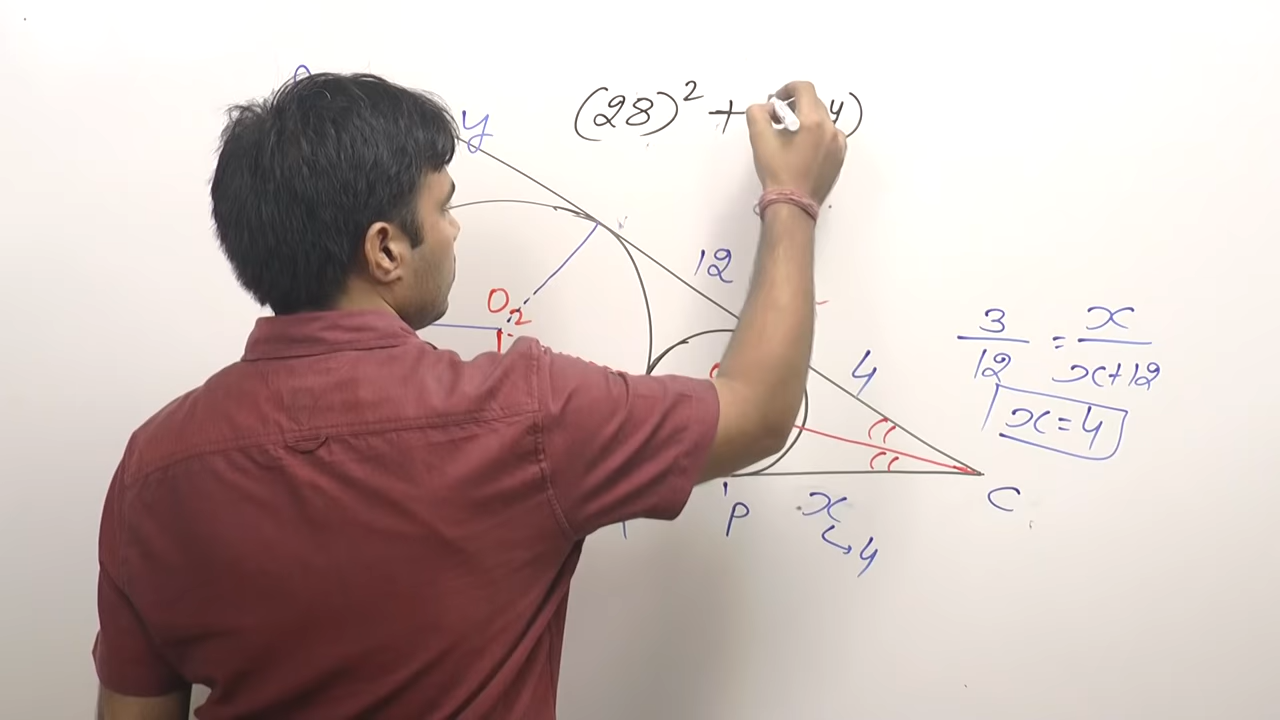 (28)² + y)
y
12
O₂
4
3/12 = x/(x+12)
x=4
C
P
x
↳ 4